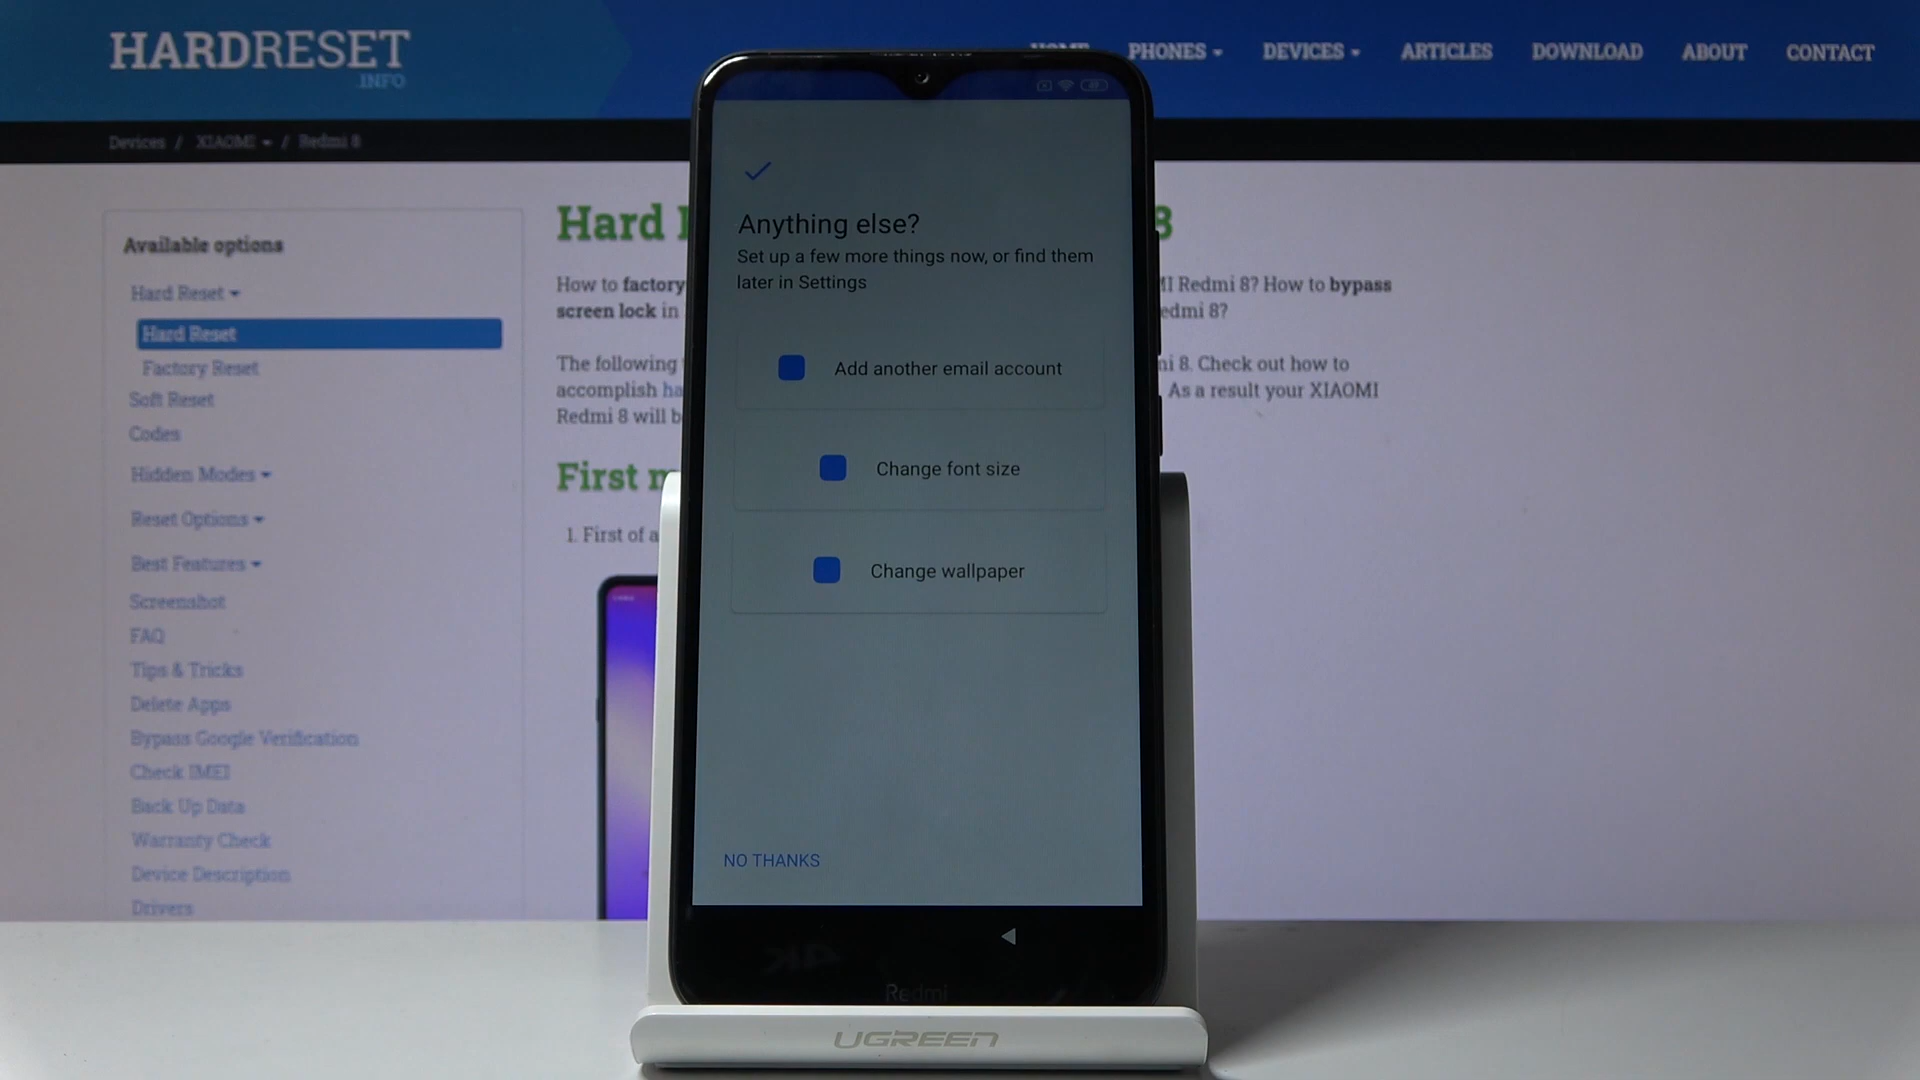 HARDRESET
.INFO
HOME PHONES DEVICES ARTICLES DOWNLOAD ABOUT CONTACT
Devices / XIAOMI / Redmi 8
Available options
Hard Reset
Hard Reset
Factory Reset
Soft Reset
Codes
Hidden Modes
Reset Options
Best Features
Screenshot
FAQ
Tips & Tricks
Delete Apps
Bypass Google Verification
Check IMEI
Back Up Data
Warranty Check
Device Description
Drivers
Hard 8
How to factory Redmi 8? How to bypass
screen lock in 8?
The following 8. Check out how to
accomplish As a result your XIAOMI
Redmi 8 will
First
1. First of
Anything else?
Set up a few more things now, or find them
later in Settings
Add another email account
Change font size
Change wallpaper
NO THANKS
4K
Redmi
UGREEN